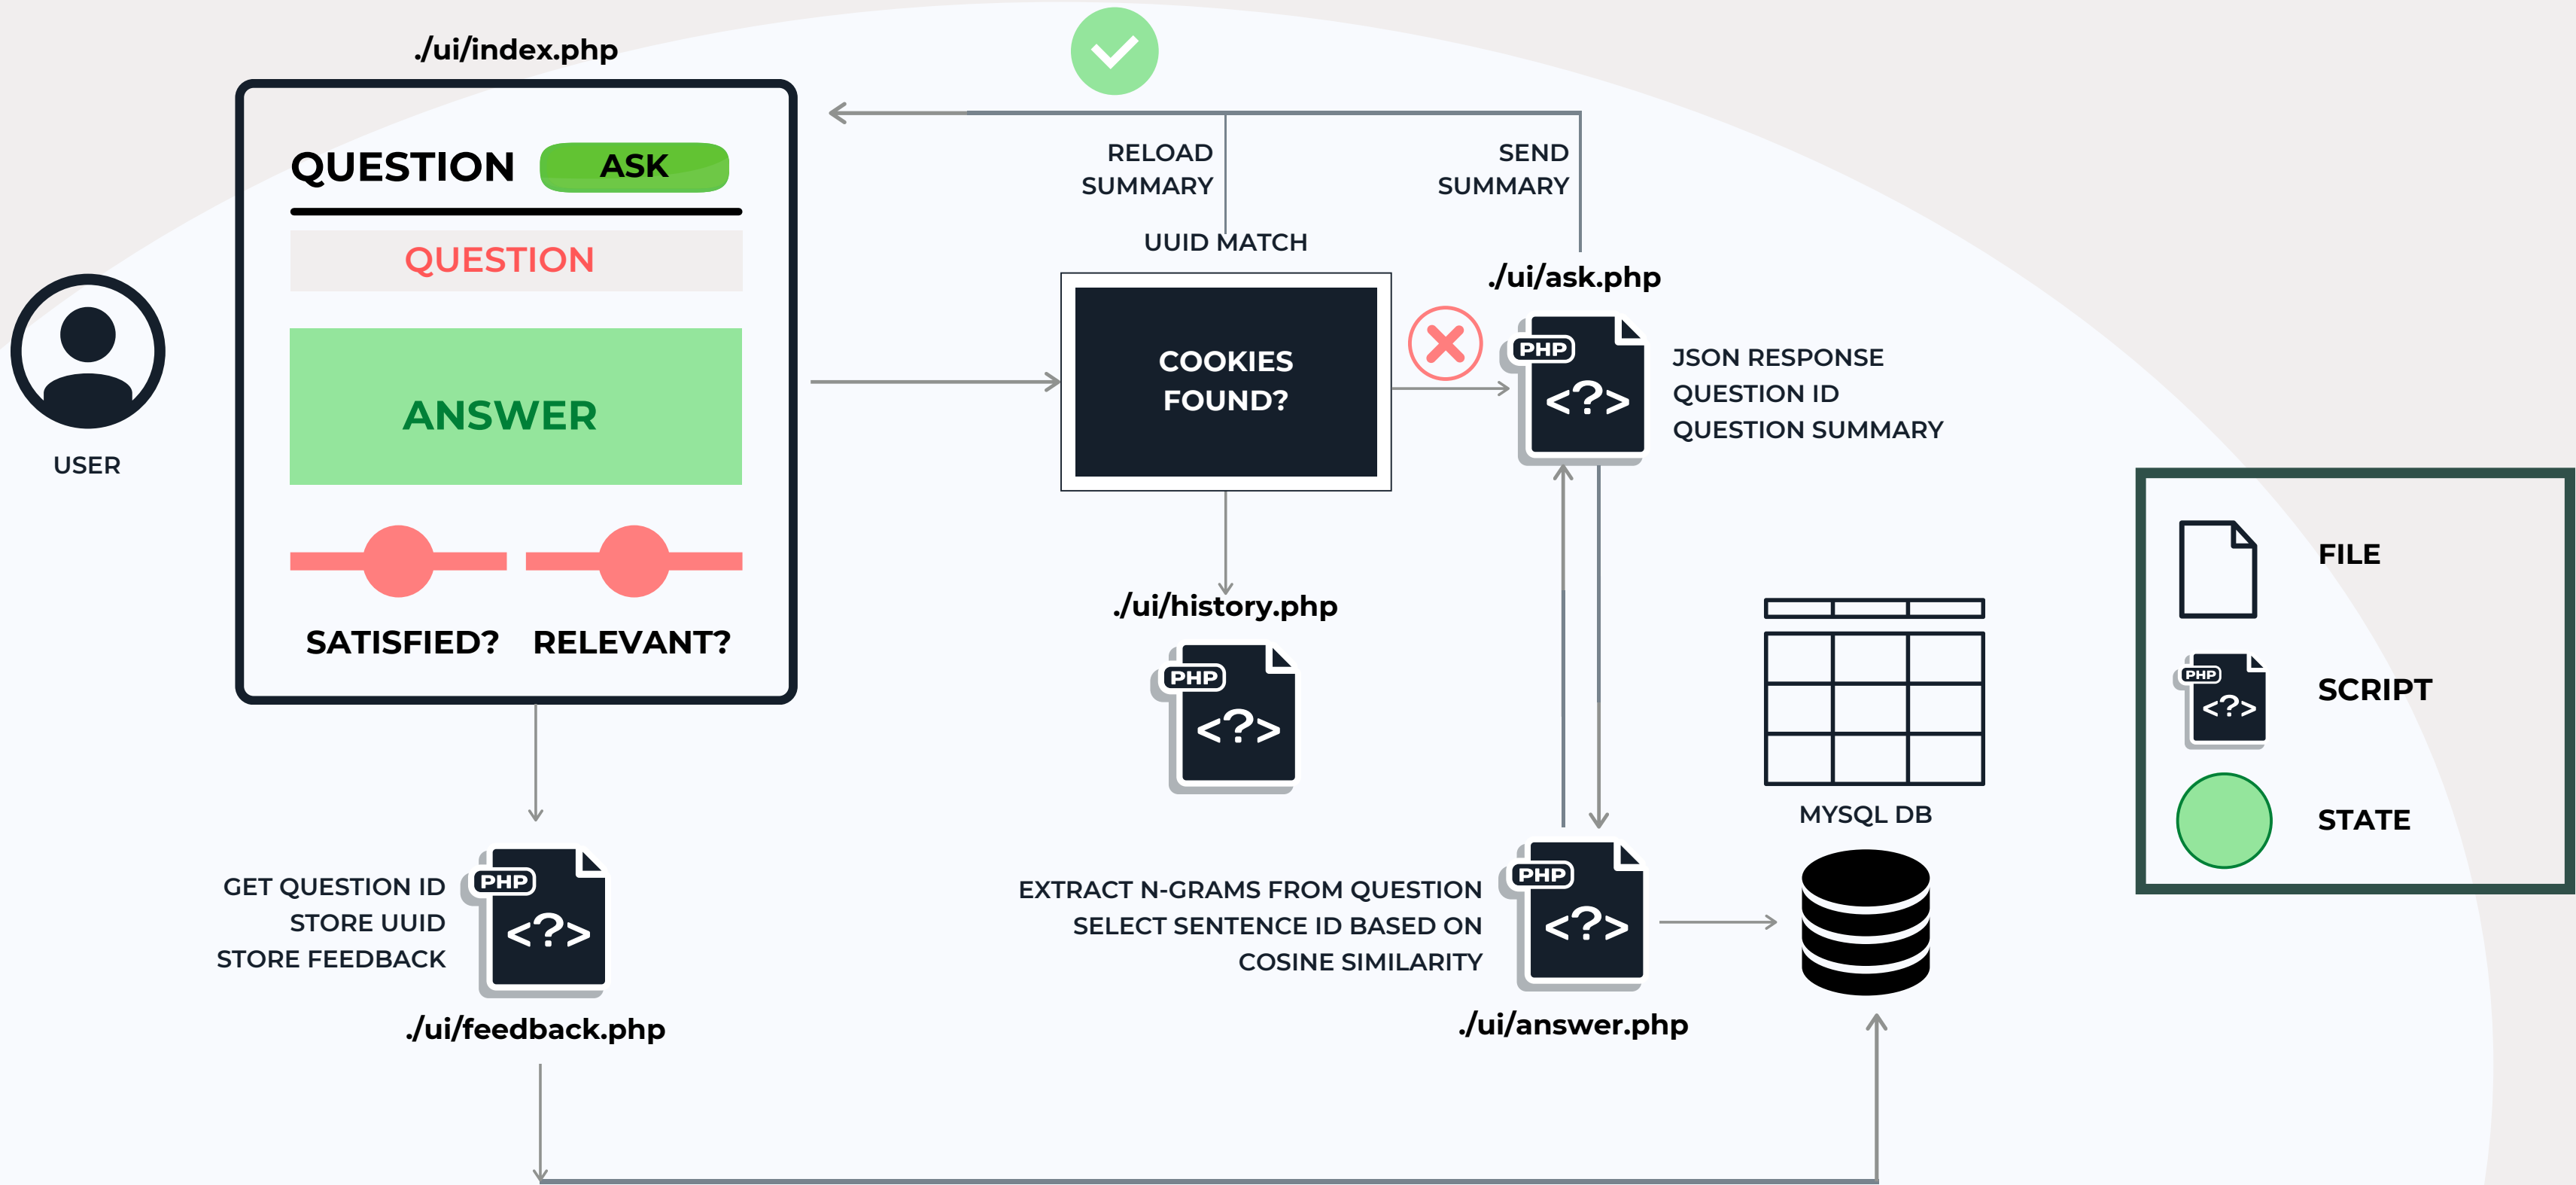 ./ui/index.php
QUESTION
ASK
QUESTION
ANSWER
SATISFIED?
RELEVANT?
USER
RELOAD
SUMMARY
SEND
SUMMARY
UUID MATCH
COOKIES
FOUND?
./ui/ask.php
PHP
<?>
JSON RESPONSE
QUESTION ID
QUESTION SUMMARY
./ui/history.php
PHP
<?>
MYSQL DB
GET QUESTION ID
STORE UUID
STORE FEEDBACK
PHP
<?>
./ui/feedback.php
EXTRACT N-GRAMS FROM QUESTION
SELECT SENTENCE ID BASED ON
COSINE SIMILARITY
PHP
<?>
./ui/answer.php
FILE
PHP
<?>
SCRIPT
STATE